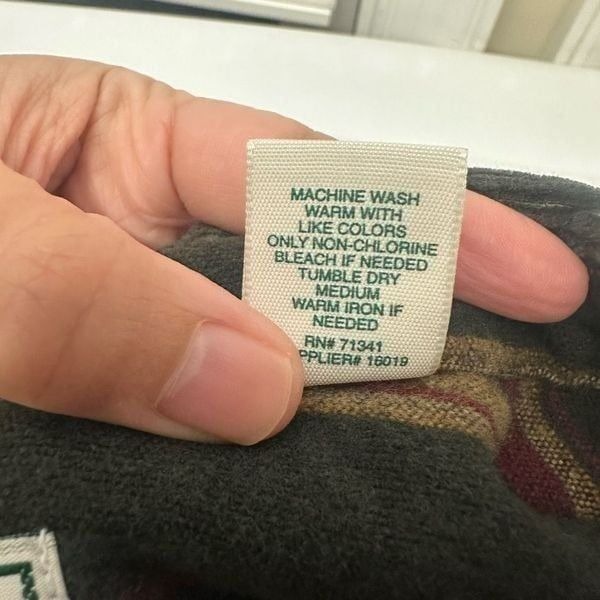 MACHINE WASH
WARM WITH
LIKE COLORS
ONLY NON-CHLORINE
BLEACH IF NEEDED
TUMBLE DRY
MEDIUM
WARM IRON IF
NEEDED
RN# 71341
PPLIER# 16019